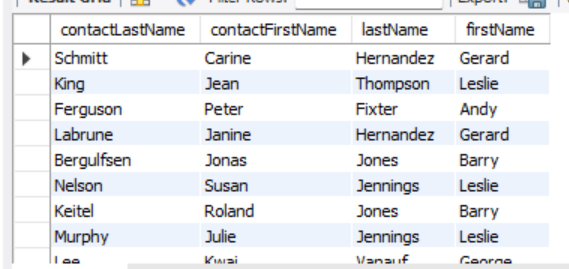 Result Grid Filter Rows: Export:
contactLastName contactFirstName lastName firstName
Schmitt Carine Hernandez Gerard
King Jean Thompson Leslie
Ferguson Peter Fixter Andy
Labrune Janine Hernandez Gerard
Bergulfsen Jonas Jones Barry
Nelson Susan Jennings Leslie
Keitel Roland Jones Barry
Murphy Julie Jennings Leslie
Lee Kwai Vanauf George